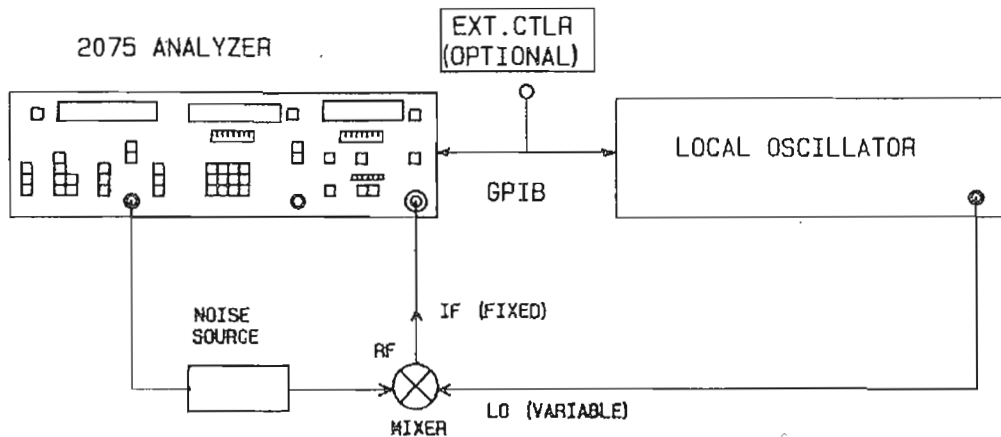 2075 ANALYZER
EXT.CTLR
(OPTIONAL)
LOCAL OSCILLATOR
GPIB
NOISE
SOURCE
IF (FIXED)
RF
LO (VARIABLE)
MIXER